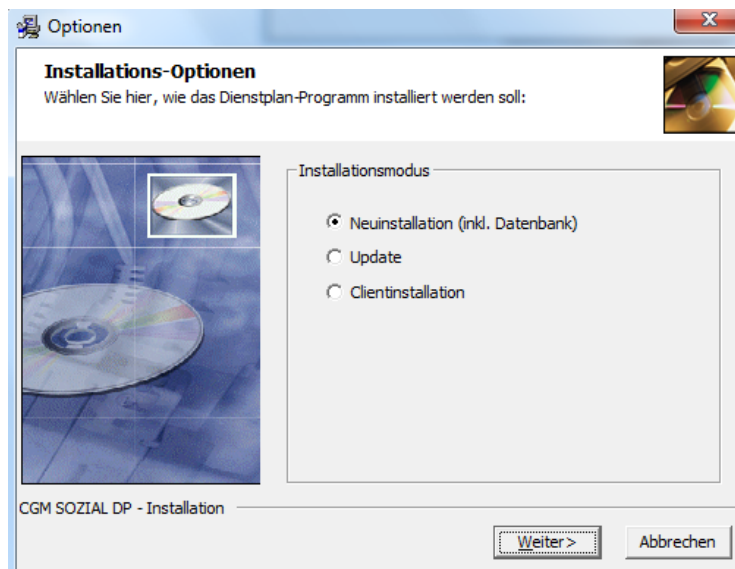 Optionen
Installations-Optionen
Wählen Sie hier, wie das Dienstplan-Programm installiert werden soll:
Installationsmodus
Neuinstallation (inkl. Datenbank)
Update
Clientinstallation
CGM SOZIAL DP - Installation
Weiter>
Abbrechen